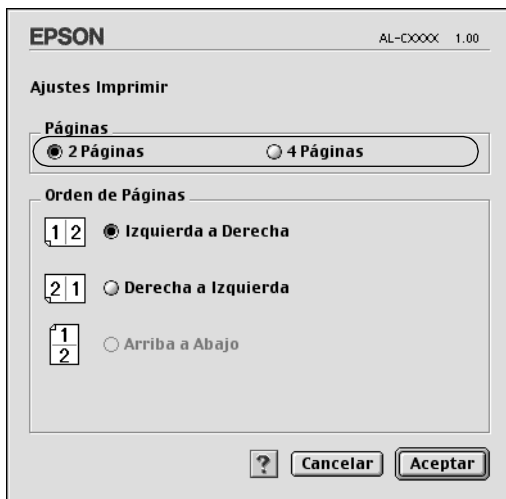 EPSON AL-CXXXX 1.00
Ajustes Imprimir
Páginas
2 Páginas 4 Páginas
Orden de Páginas
1 2 Izquierda a Derecha
2 1 Derecha a Izquierda
1
2 Arriba a Abajo
? Cancelar Aceptar